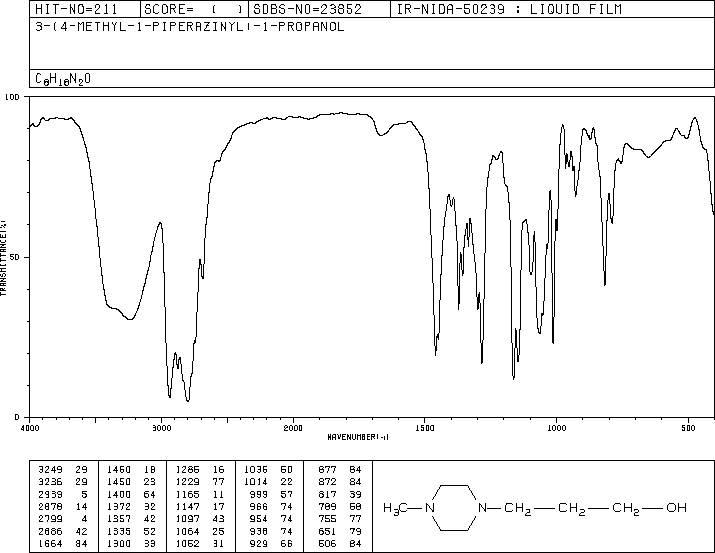 HIT-NO=211 SCORE= ( ) SDBS-NO=23852 IR-NIDA-50239 : LIQUID FILM
3-(4-METHYL-1-PIPERAZINYL)-1-PROPANOL
C8H18N2O
100
50
0
TRANSMITTANCE(%)
4000 3000 2000 1500 1000 500
WAVENUMBER(-1)
3249 29 1460 18 1286 16 1036 50 877 84
3236 29 1450 23 1229 77 1014 22 872 84
2939 5 1400 64 1165 11 999 57 817 39
2878 14 1372 32 1147 17 966 74 789 58
2799 4 1357 42 1097 43 954 74 755 77
2686 42 1335 52 1064 25 938 74 651 79
1664 84 1300 33 1052 31 929 66 506 84
H3C—N N—CH2—CH2—CH2—OH